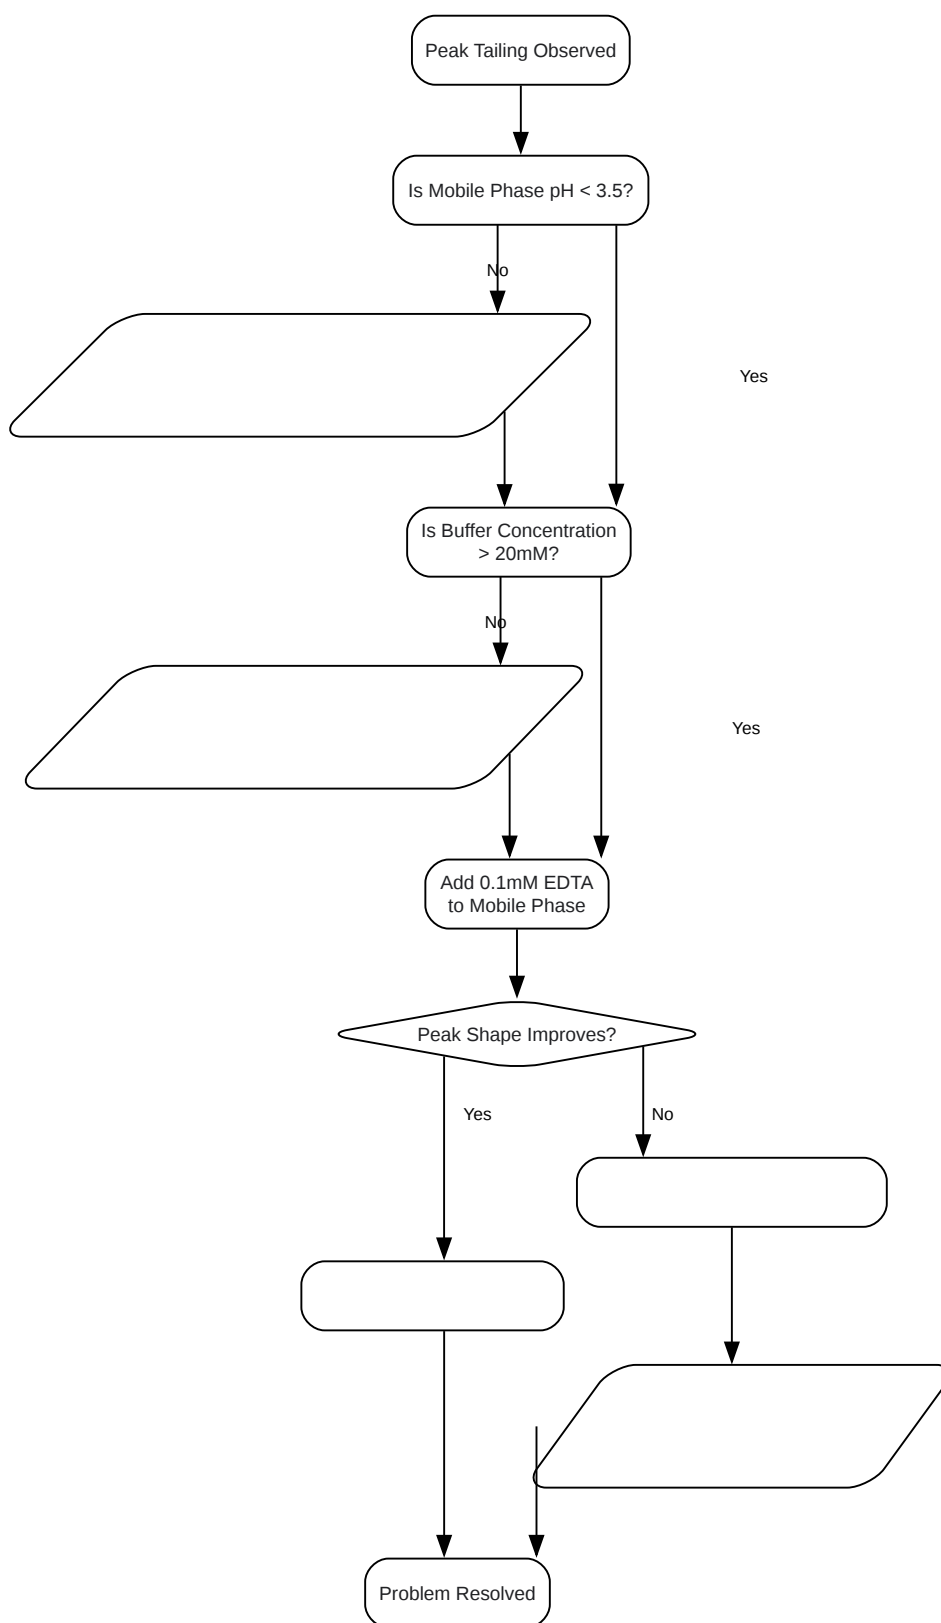 Peak Tailing Observed
Is Mobile Phase pH < 3.5?
No
Yes
Is Buffer Concentration
> 20mM?
No
Yes
Add 0.1mM EDTA
to Mobile Phase
Peak Shape Improves?
Yes
No
Problem Resolved